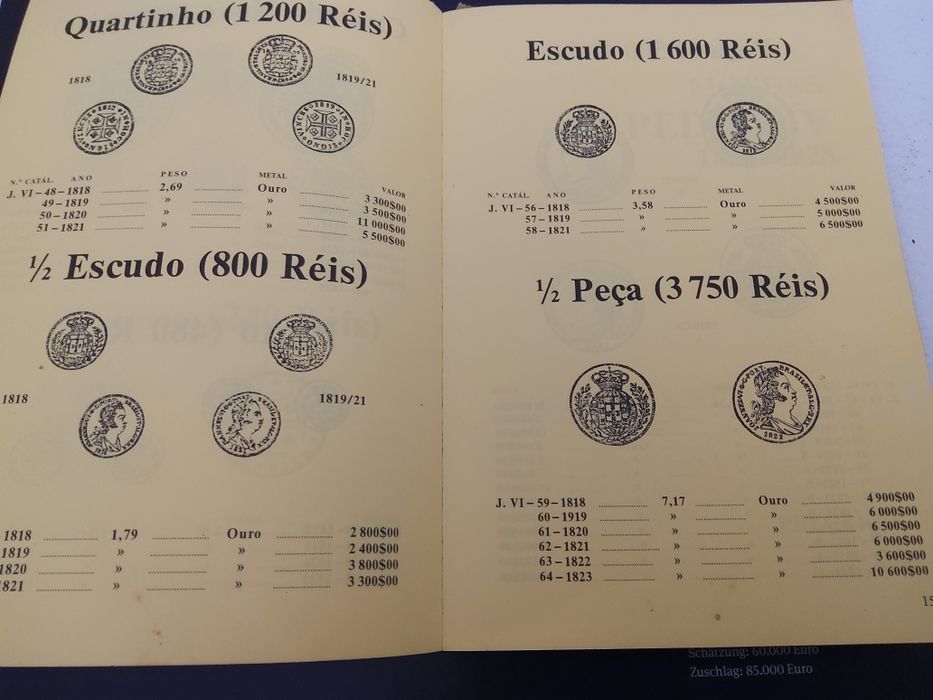 Quartinho (1 200 Réis)
1818
1819/21
N.º CATÁL. ANO PESO METAL VALOR
J. VI – 48 – 1818 2,69 Ouro 3 300$00
49 – 1819 » » 3 500$00
50 – 1820 » » 11 000$00
51 – 1821 » » 5 500$00
½ Escudo (800 Réis)
1818
1819/21
1818 1,79 Ouro 2 800$00
1819 » » 2 400$00
1820 » » 3 800$00
1821 » » 3 300$00
Escudo (1 600 Réis)
N.º CATÁL. ANO PESO METAL VALOR
J. VI – 56 – 1818 3,58 Ouro 4 500$00
57 – 1819 » » 5 000$00
58 – 1821 » » 6 500$00
½ Peça (3 750 Réis)
1822
J. VI – 59 – 1818 7,17 Ouro 4 900$00
60 – 1919 » » 6 000$00
61 – 1820 » » 6 500$00
62 – 1821 » » 6 000$00
63 – 1822 » » 3 600$00
64 – 1823 » » 10 600$00
Schätzung: 60.000 Euro
Zuschlag: 85.000 Euro